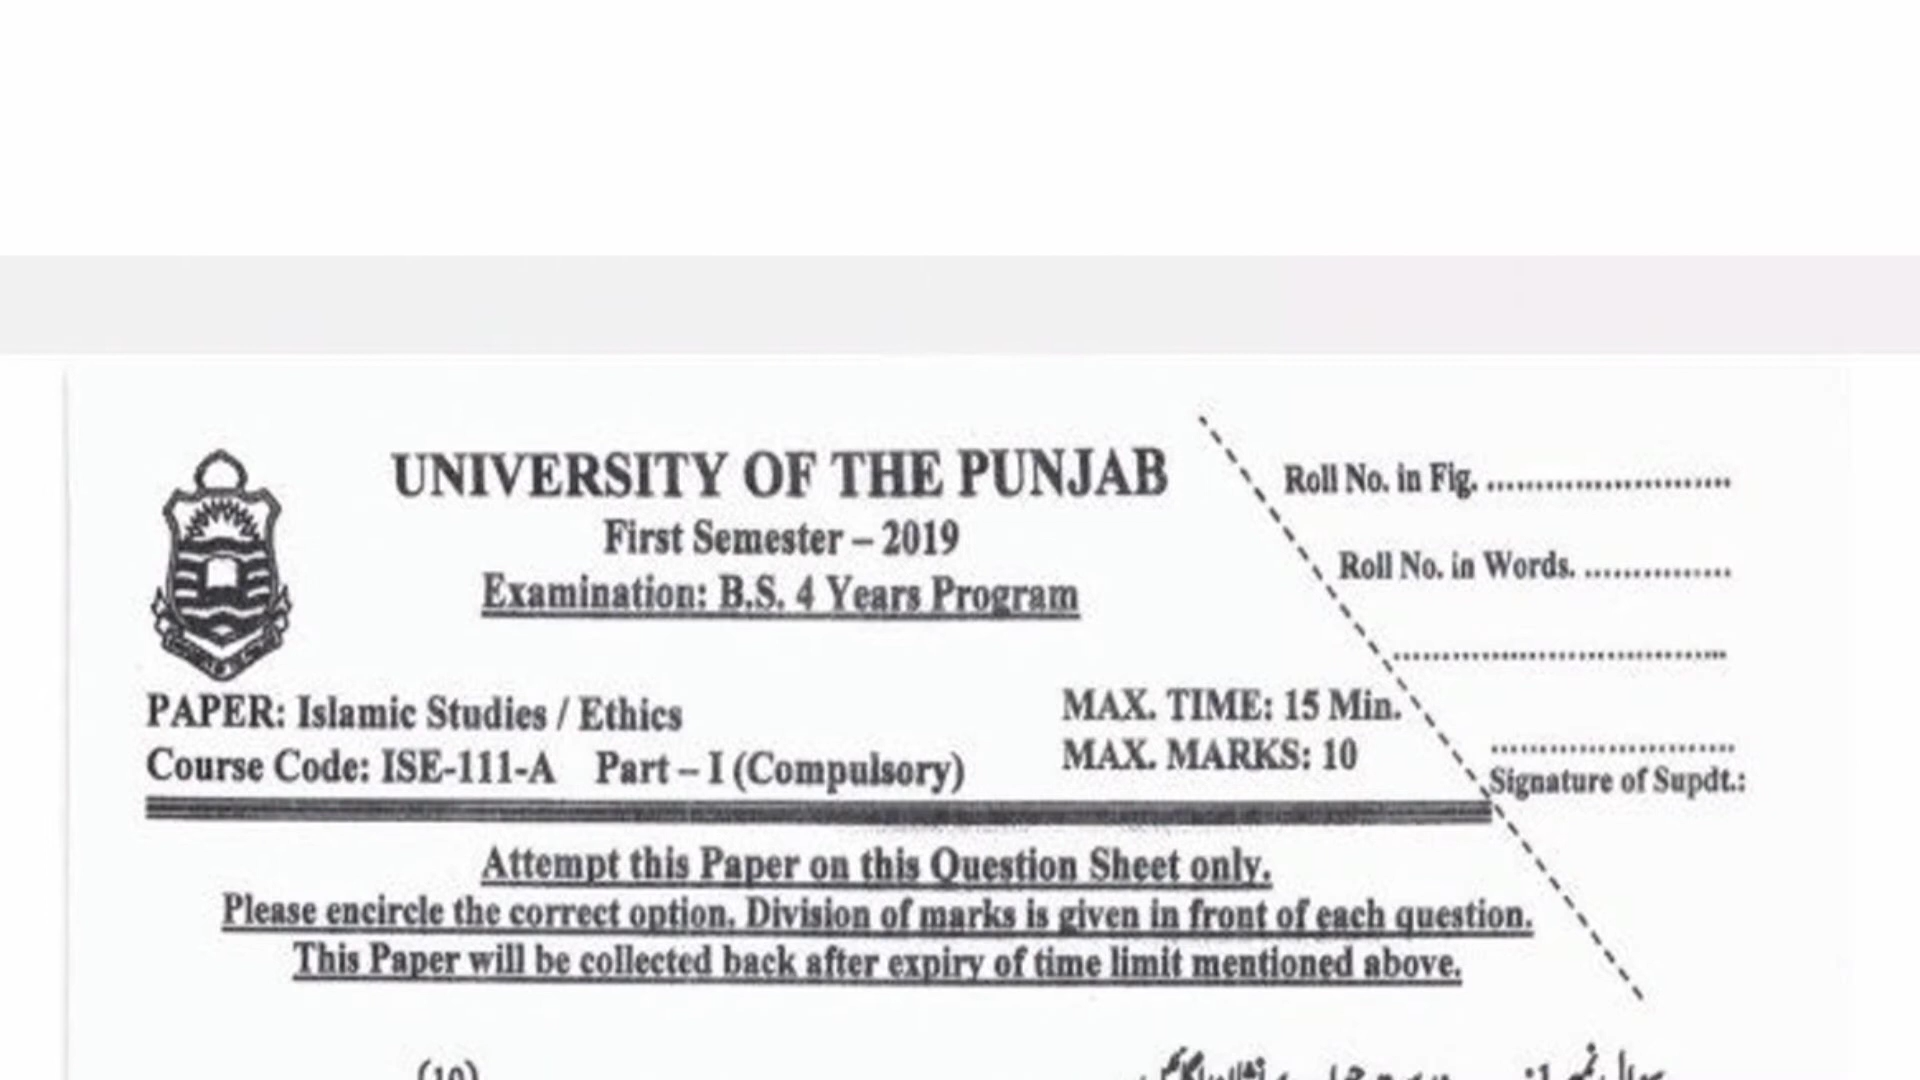 UNIVERSITY OF THE PUNJAB
First Semester – 2019
Examination: B.S. 4 Years Program
Roll No. in Fig. ..............................
Roll No. in Words. ..................
........................................
PAPER: Islamic Studies / Ethics
Course Code: ISE-111-A Part – I (Compulsory)
MAX. TIME: 15 Min.
MAX. MARKS: 10
..............................
Signature of Supdt.:
Attempt this Paper on this Question Sheet only.
Please encircle the correct option. Division of marks is given in front of each question.
This Paper will be collected back after expiry of time limit mentioned above.
(10)